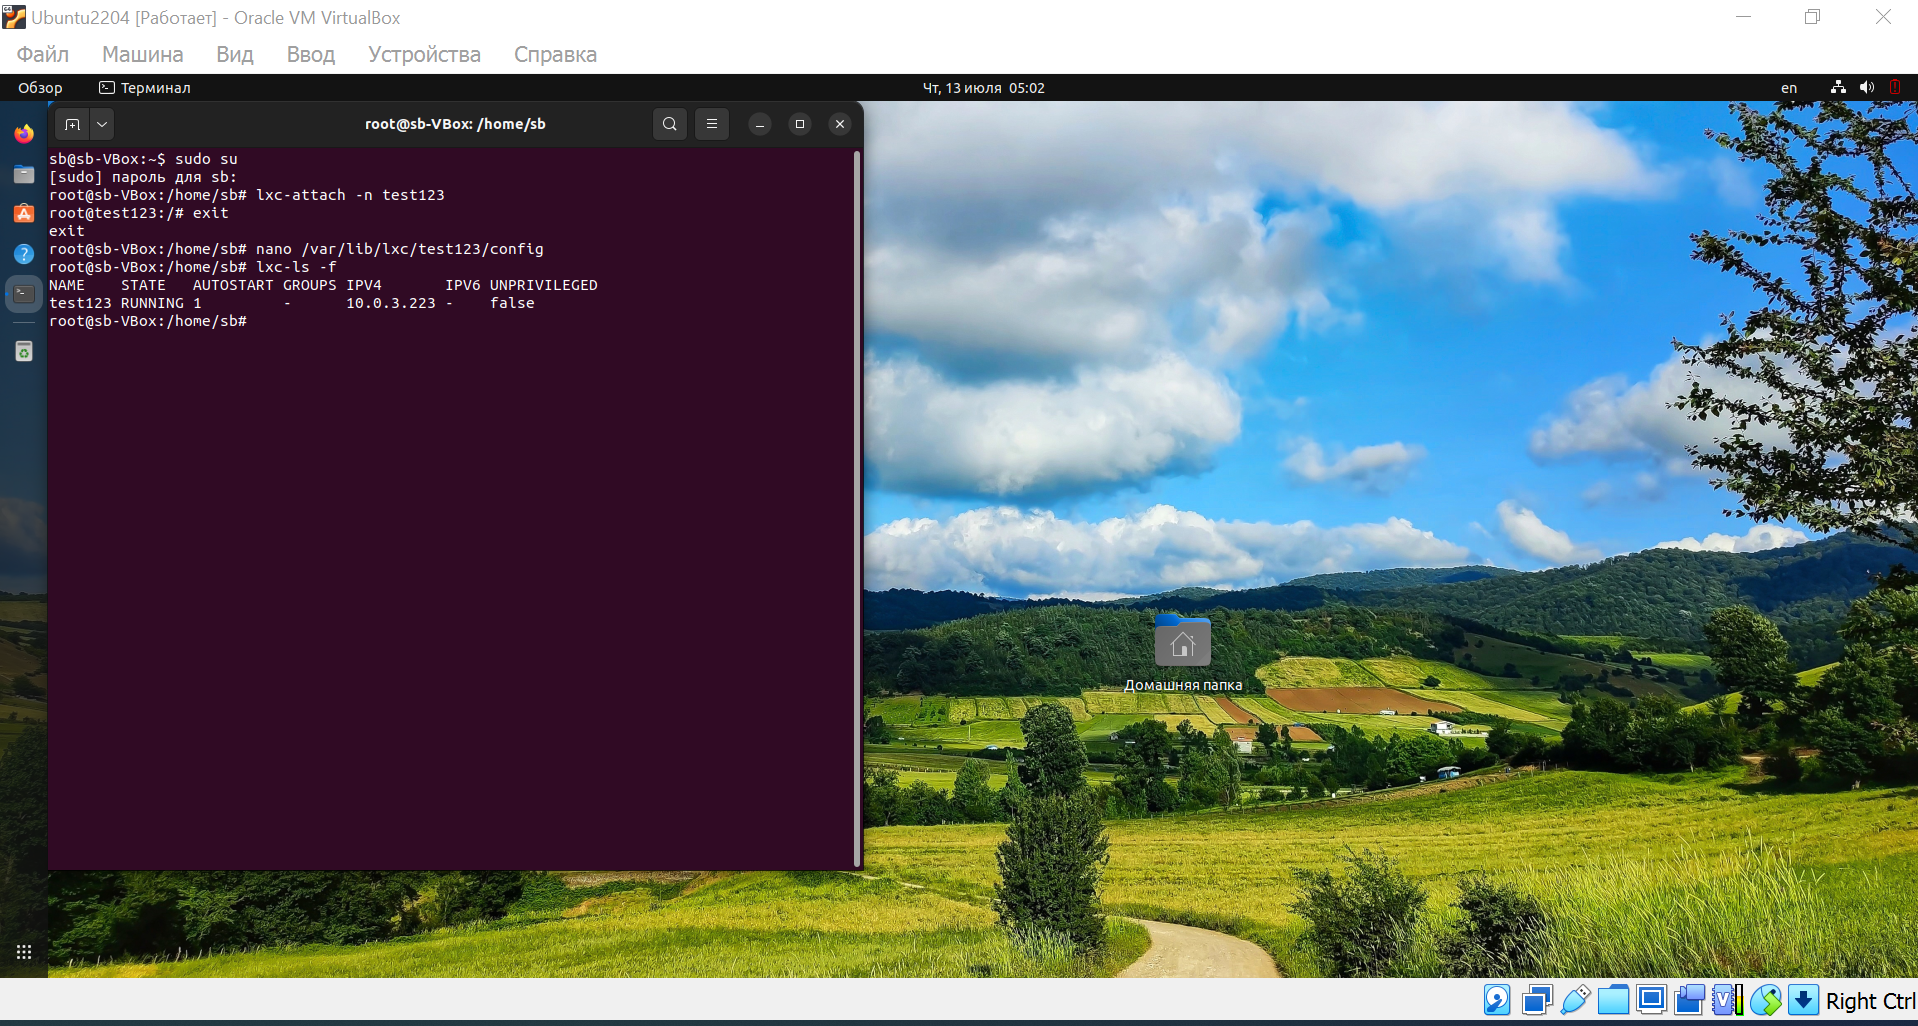 Ubuntu2204 [Работает] - Oracle VM VirtualBox
Файл Машина Вид Ввод Устройства Справка
Обзор Терминал Чт, 13 июля 05:02 en
root@sb-VBox: /home/sb
sb@sb-VBox:~$ sudo su
[sudo] пароль для sb:
root@sb-VBox:/home/sb# lxc-attach -n test123
root@test123:/# exit
exit
root@sb-VBox:/home/sb# nano /var/lib/lxc/test123/config
root@sb-VBox:/home/sb# lxc-ls -f
NAME STATE AUTOSTART GROUPS IPV4 IPV6 UNPRIVILEGED
test123 RUNNING 1 - 10.0.3.223 - false
root@sb-VBox:/home/sb#
Домашняя папка
Right Ctrl